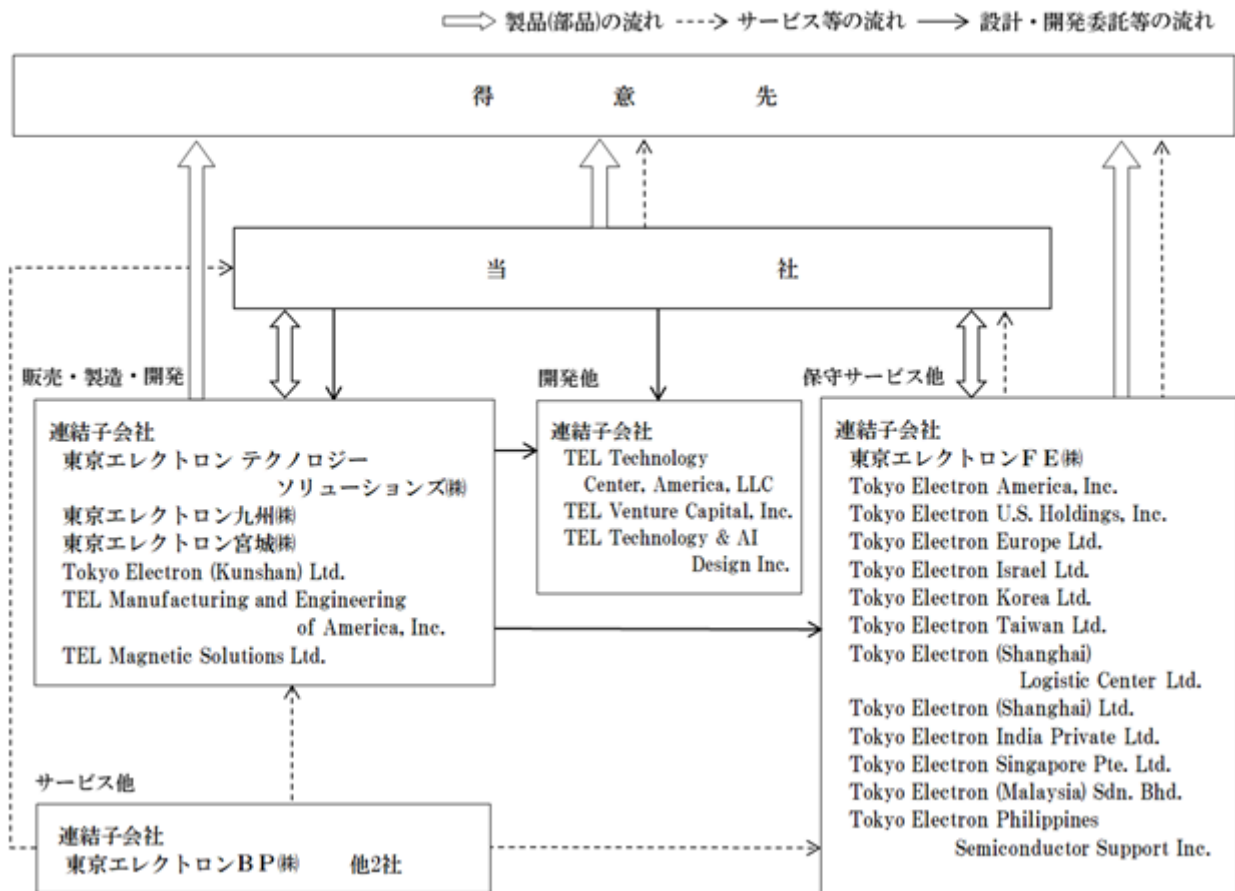 製品(部品)の流れ サービス等の流れ 設計・開発委託等の流れ
得意先
当社
販売・製造・開発
連結子会社
東京エレクトロン テクノロジー
ソリューションズ㈱
東京エレクトロン九州㈱
東京エレクトロン宮城㈱
Tokyo Electron (Kunshan) Ltd.
TEL Manufacturing and Engineering
of America, Inc.
TEL Magnetic Solutions Ltd.
開発他
連結子会社
TEL Technology
Center, America, LLC
TEL Venture Capital, Inc.
TEL Technology & AI
Design Inc.
保守サービス他
連結子会社
東京エレクトロンＦＥ㈱
Tokyo Electron America, Inc.
Tokyo Electron U.S. Holdings, Inc.
Tokyo Electron Europe Ltd.
Tokyo Electron Israel Ltd.
Tokyo Electron Korea Ltd.
Tokyo Electron Taiwan Ltd.
Tokyo Electron (Shanghai)
Logistic Center Ltd.
Tokyo Electron (Shanghai) Ltd.
Tokyo Electron India Private Ltd.
Tokyo Electron Singapore Pte. Ltd.
Tokyo Electron (Malaysia) Sdn. Bhd.
Tokyo Electron Philippines
Semiconductor Support Inc.
サービス他
連結子会社
東京エレクトロンＢＰ㈱ 他2社